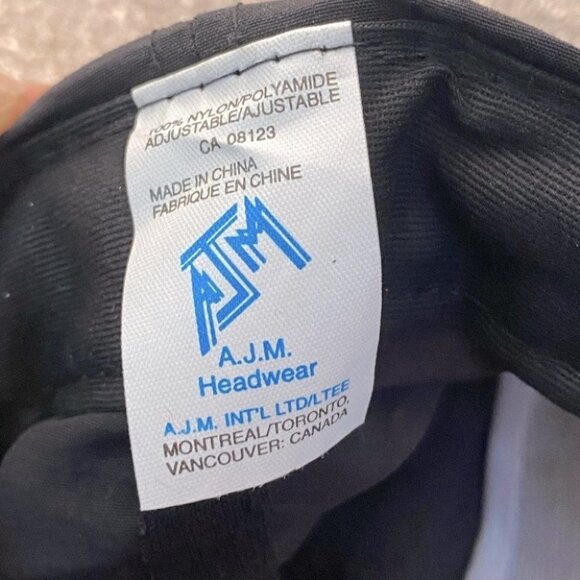 100% NYLON/POLYAMIDE
ADJUSTABLE/AJUSTABLE
CA 08123
MADE IN CHINA
FABRIQUE EN CHINE
AJM
A.J.M.
Headwear
A.J.M. INT'L LTD/LTEE
MONTREAL/TORONTO,
VANCOUVER: CANADA